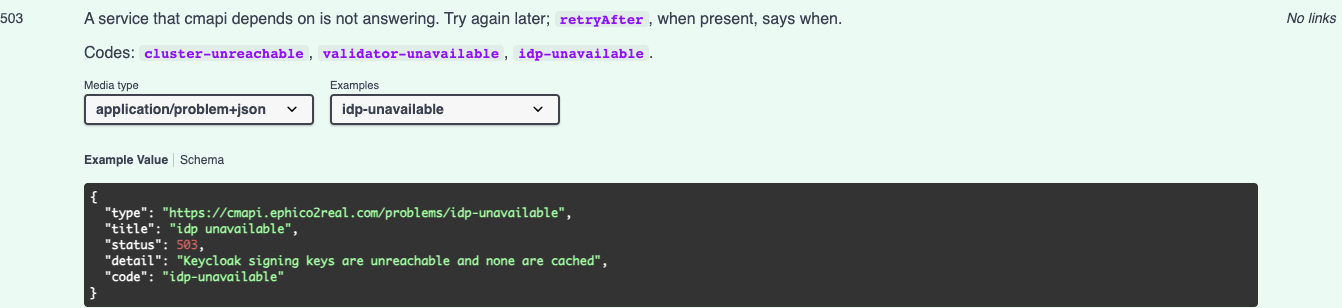 503 A service that cmapi depends on is not answering. Try again later; retryAfter , when present, says when. No links
Codes: cluster-unreachable , validator-unavailable , idp-unavailable .
Media type Examples
application/problem+json idp-unavailable
Example Value Schema
{
  "type": "https://cmapi.ephico2real.com/problems/idp-unavailable",
  "title": "idp unavailable",
  "status": 503,
  "detail": "Keycloak signing keys are unreachable and none are cached",
  "code": "idp-unavailable"
}